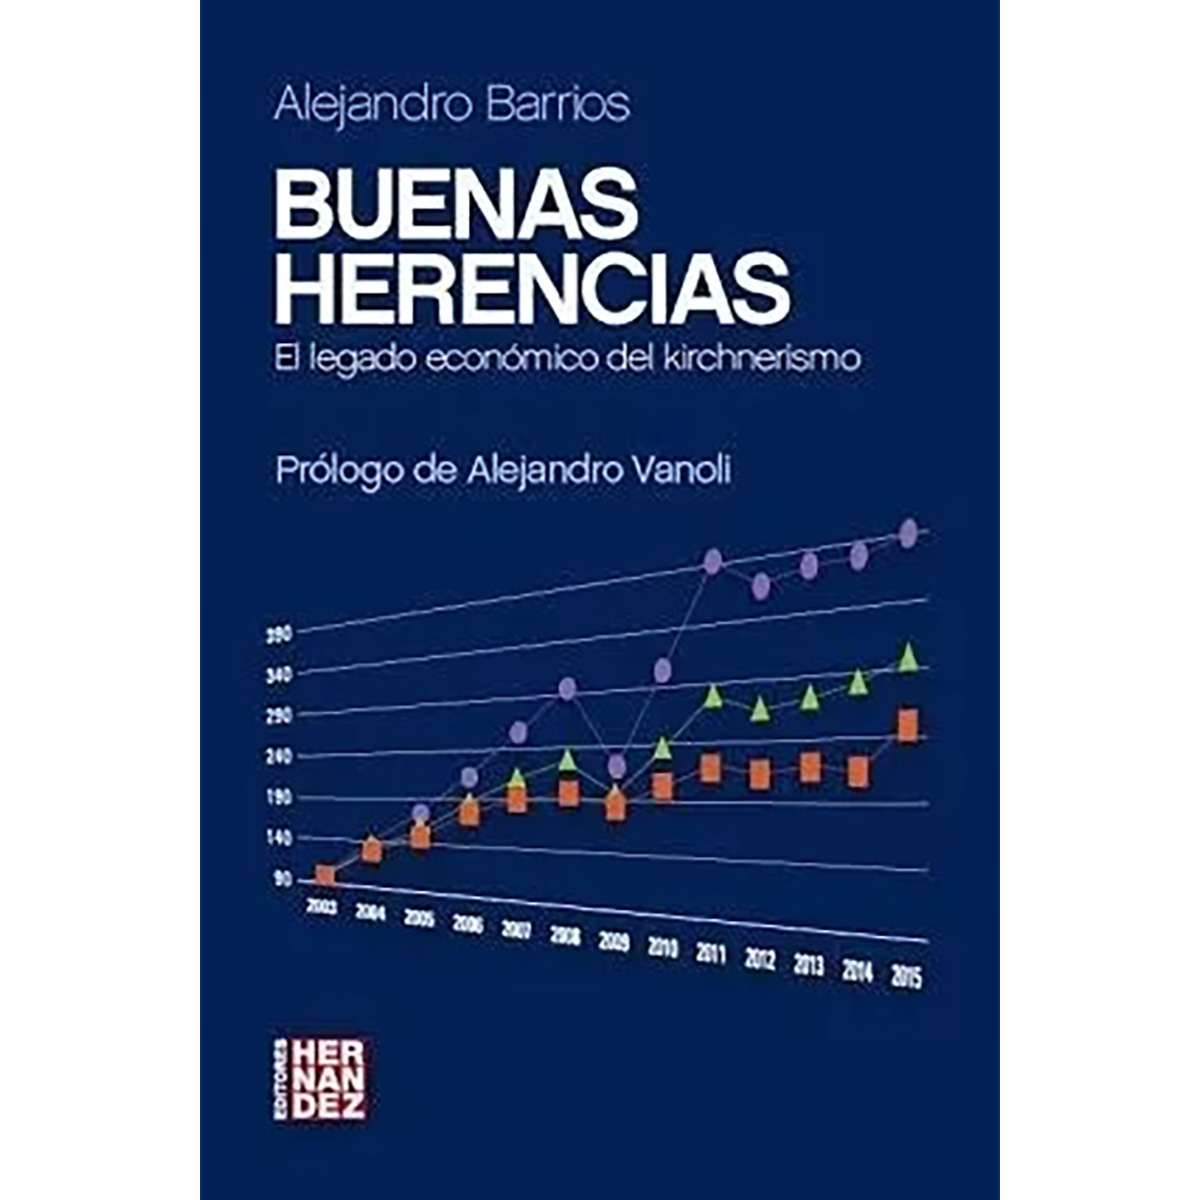 Alejandro Barrios
BUENAS
HERENCIAS
El legado económico del kirchnerismo
Prólogo de Alejandro Vanoli
390
340
290
240
190
140
90
2003 2004 2005 2006 2007 2008 2009 2010 2011 2012 2013 2014 2015
EDITORES
HER
NAN
DEZ